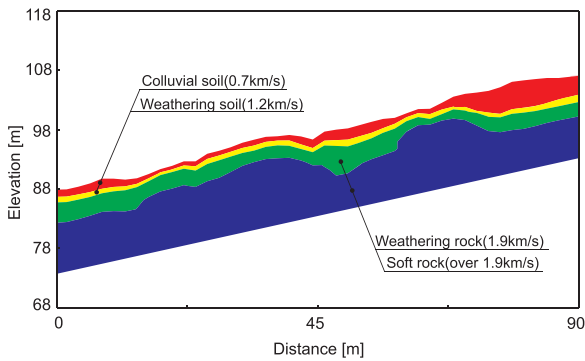 118
108
98
88
78
68
Elevation [m]
Colluvial soil(0.7km/s)
Weathering soil(1.2km/s)
Weathering rock(1.9km/s)
Soft rock(over 1.9km/s)
0
45
90
Distance [m]